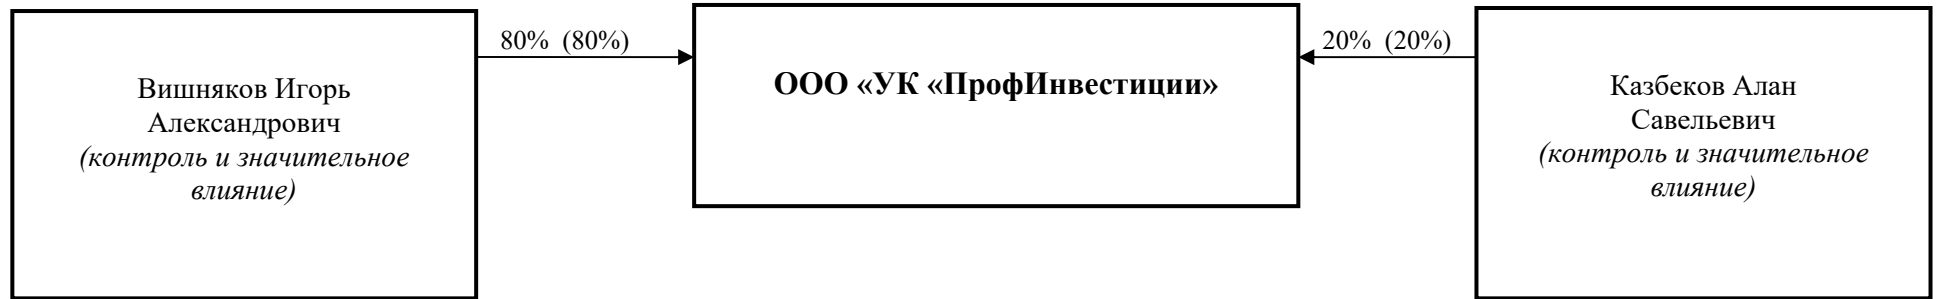 80% (80%)
20% (20%)
Вишняков Игорь
Александрович
(контроль и значительное
влияние)
ООО «УК «ПрофИнвестиции»
Казбеков Алан
Савельевич
(контроль и значительное
влияние)